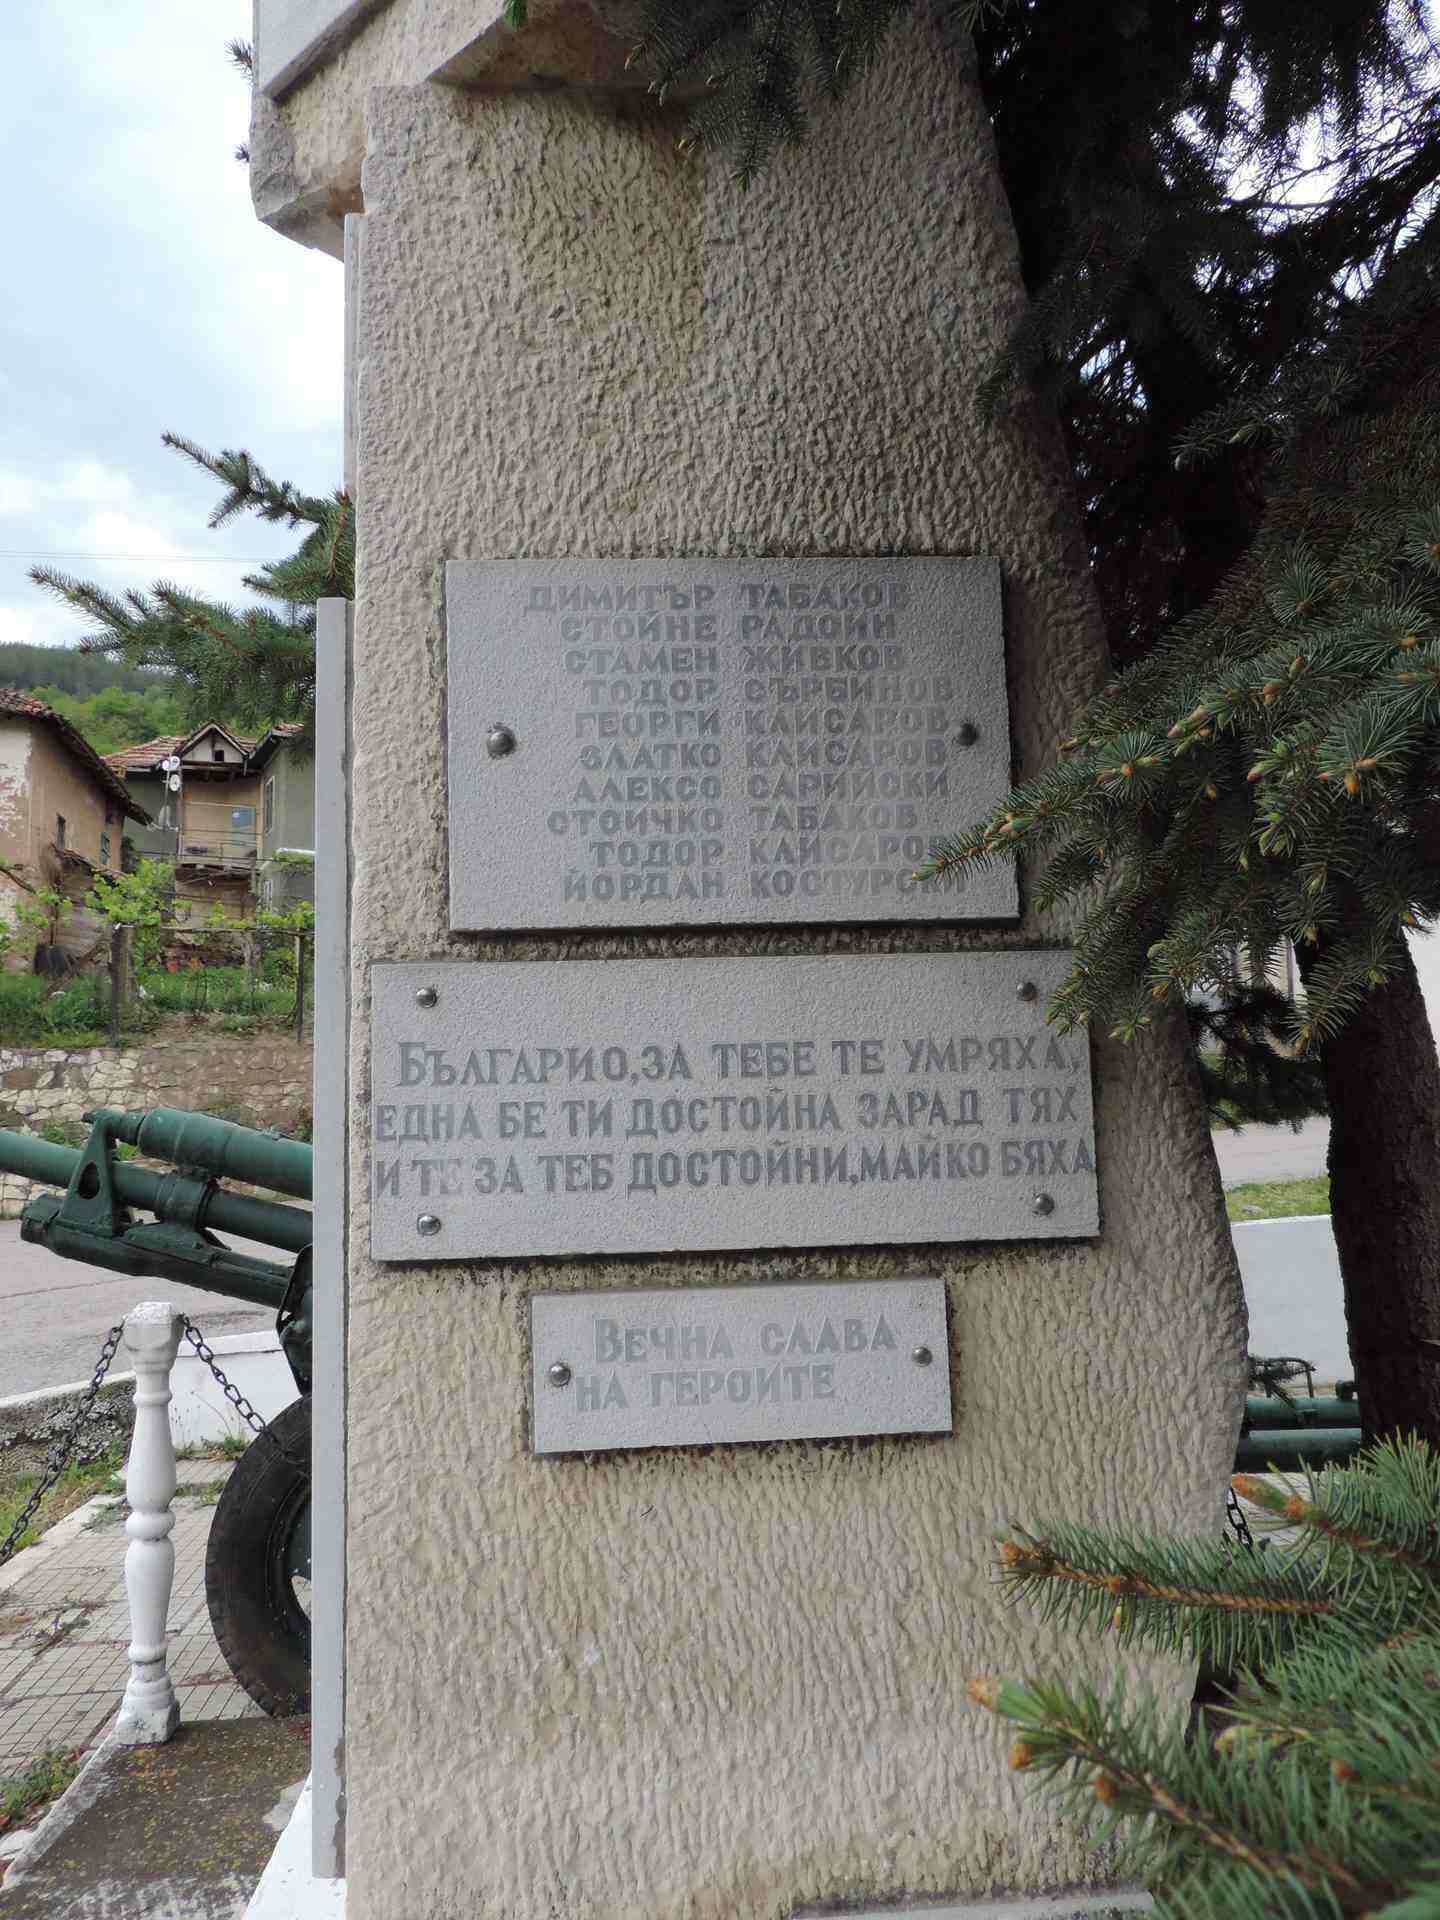 ДИМИТЪР ТАБАКОВ
СТОЙНЕ РАДОИН
СТАМЕН ЖИВКОВ
ТОДОР СЪРБИНОВ
ГЕОРГИ КЛИСАРОВ
ЗЛАТКО КЛИСАРОВ
АЛЕКСО САРИЙСКИ
СТОИЧКО ТАБАКОВ
ТОДОР КЛИСАРОВ
ЙОРДАН КОСТУРСКИ
БЪЛГАРИО, ЗА ТЕБЕ ТЕ УМРЯХА,
ЕДНА БЕ ТИ ДОСТОЙНА ЗАРАД ТЯХ
И ТЕ ЗА ТЕБ ДОСТОЙНИ, МАЙКО БЯХА
ВЕЧНА СЛАВА
НА ГЕРОИТЕ